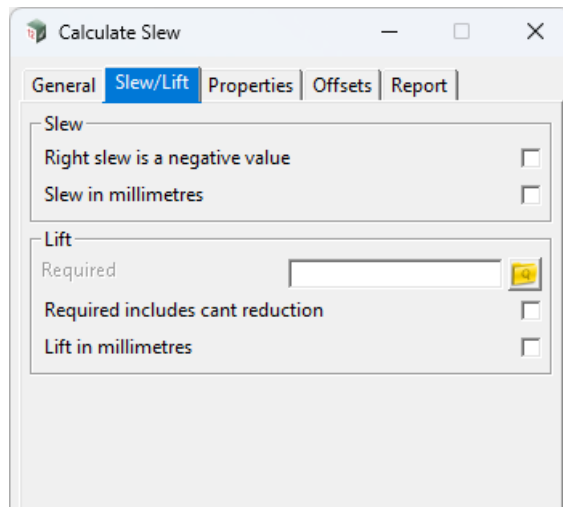 Calculate Slew
General Slew/Lift Properties Offsets Report
Slew
Right slew is a negative value
Slew in millimetres
Lift
Required
Required includes cant reduction
Lift in millimetres